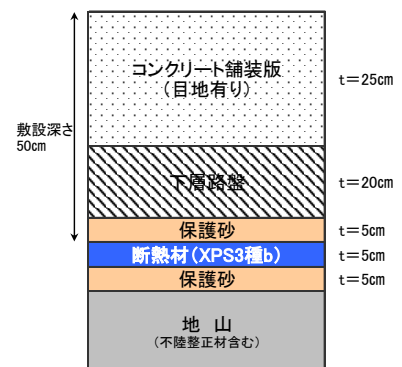 コンクリート舗装版
(目地有り)
t=25cm
敷設深さ
50cm
下層路盤
t=20cm
保護砂
t=5cm
断熱材(XPS3種b)
t=5cm
保護砂
t=5cm
地 山
(不陸整正材含む)